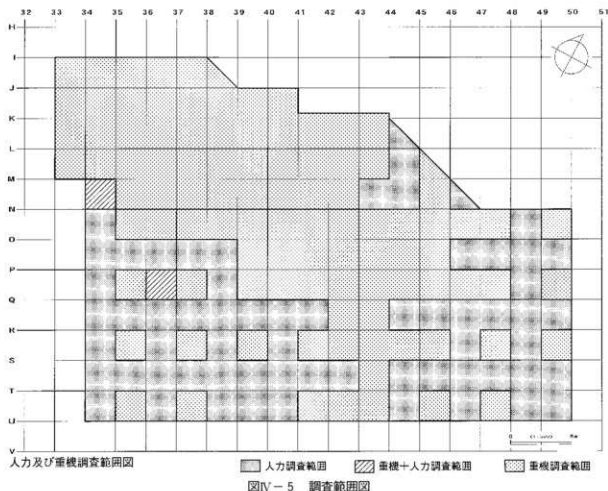 32 33 34 35 36 37 38 39 40 41 42 43 44 45 46 47 48 49 50 51
H
I
J
K
L
M
N
O
P
Q
R
S
T
U
V
人力及び重機調査範囲図
人力調査範囲 重機+人力調査範囲 重機調査範囲
図Ⅳ-5 調査範囲図